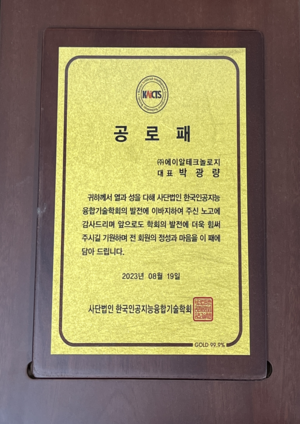 KAICTS
공로패
㈜에이알테크놀로지
대표 박광량
귀하께서 열과 성을 다해 사단법인 한국인공지능
융합기술학회의 발전에 이바지하여 주신 노고에
감사드리며 앞으로도 학회의 발전에 더욱 힘써
주시길 기원하며 전 회원의 정성과 마음을 이 패에
담아 드립니다.
2023년 08월 19일
사단법인 한국인공지능융합기술학회
GOLD 99.9%